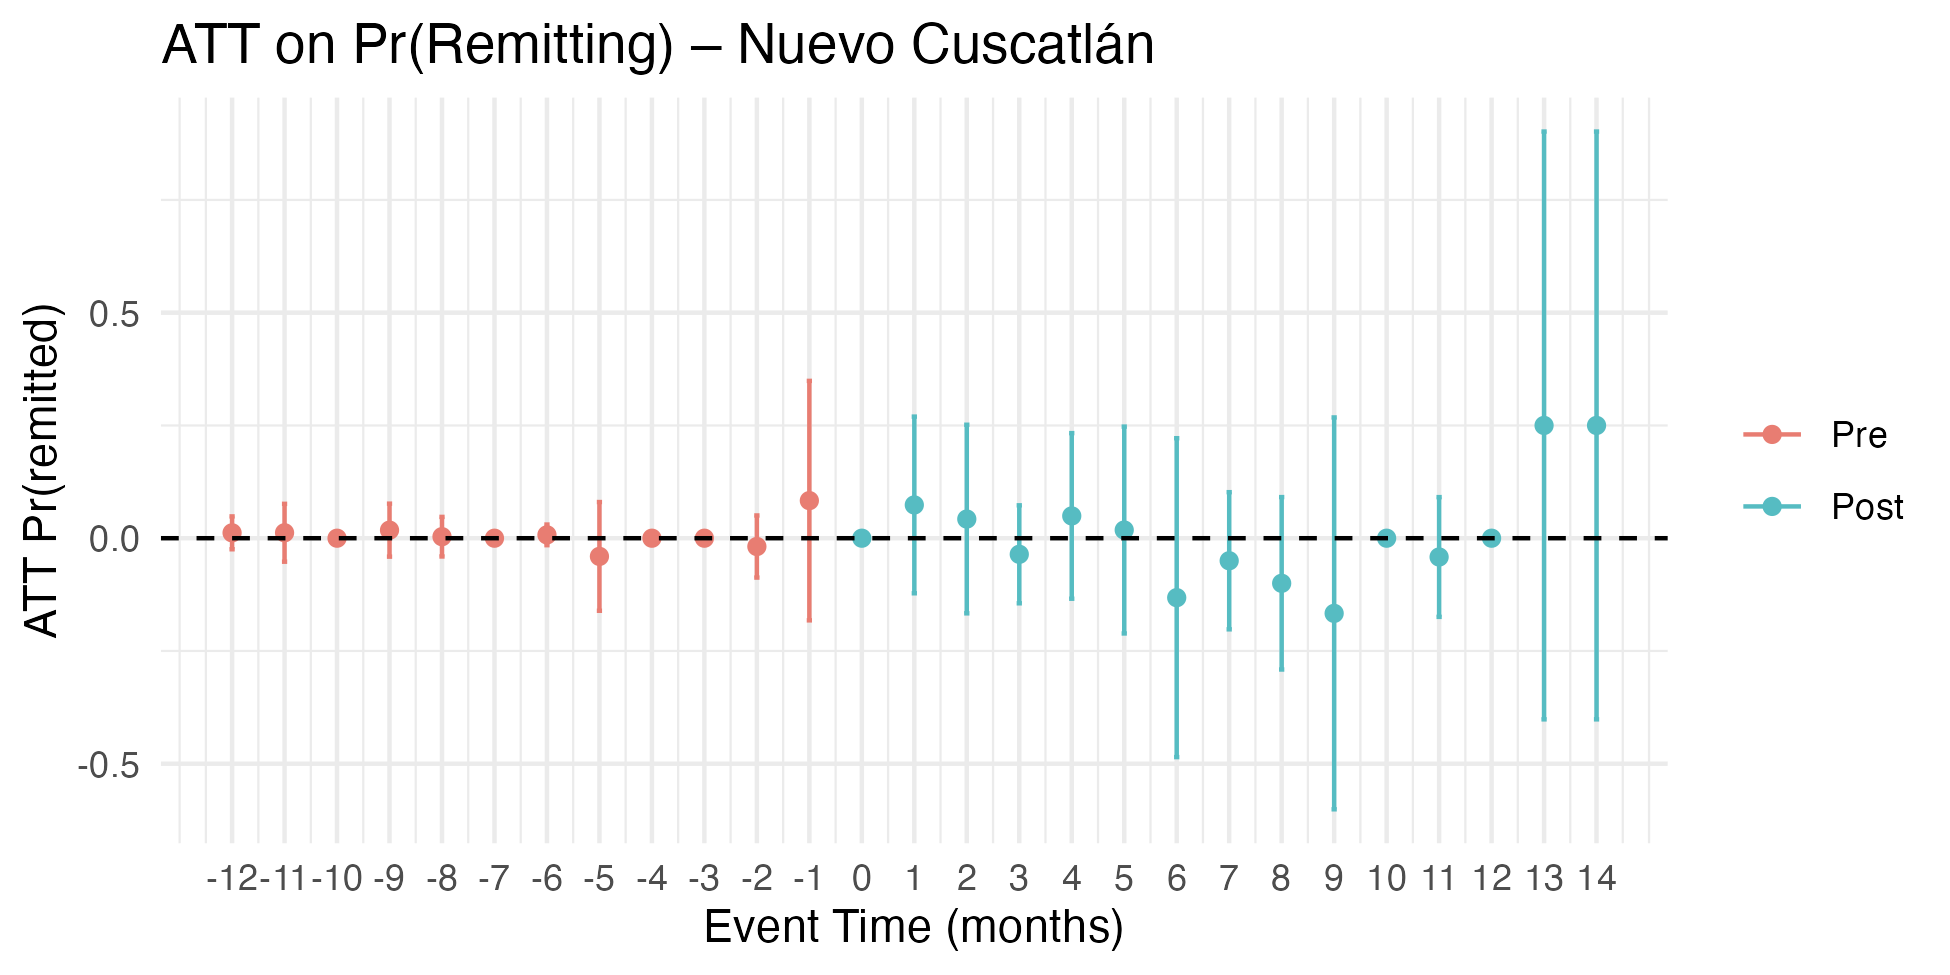 ATT on Pr(Remitting) – Nuevo Cuscatlán
ATT Pr(remitted)
0.5
0.0
-0.5
-12 -11 -10 -9 -8 -7 -6 -5 -4 -3 -2 -1 0 1 2 3 4 5 6 7 8 9 10 11 12 13 14
Event Time (months)
Pre
Post